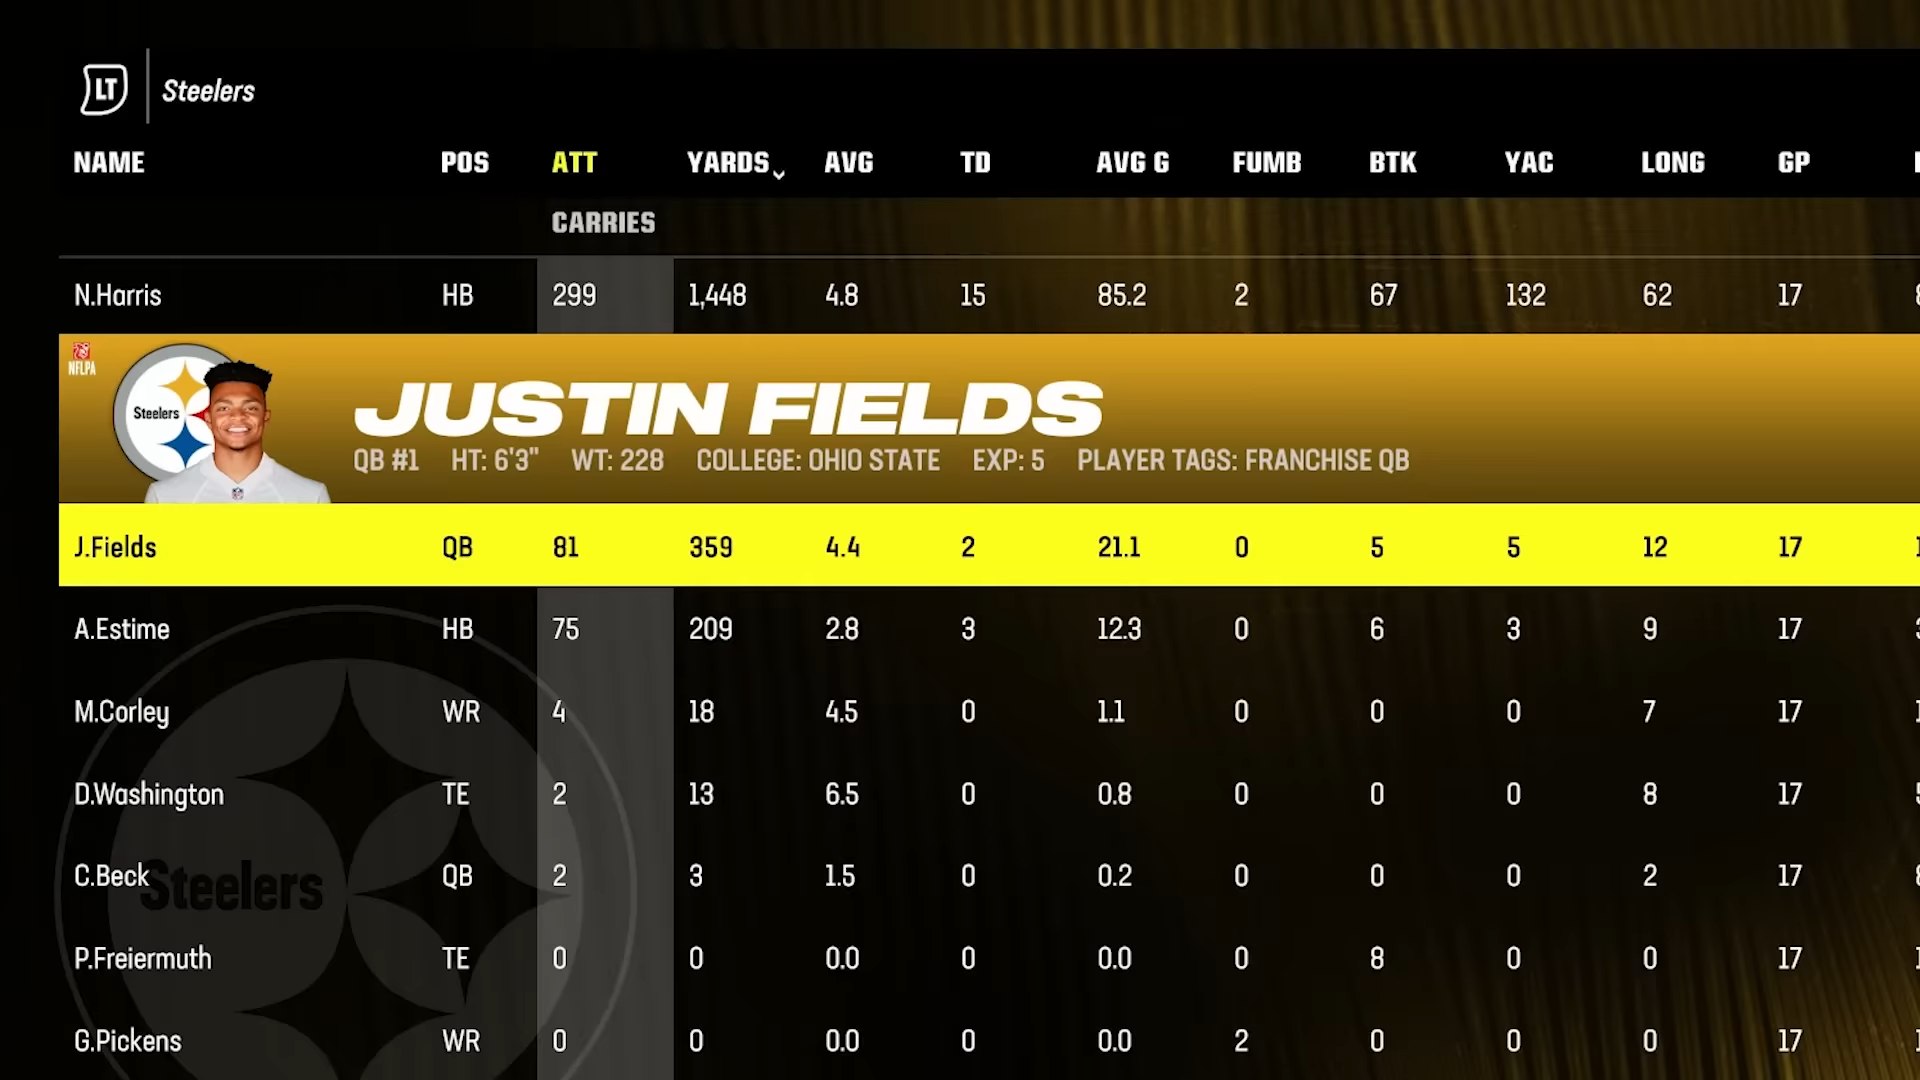 LT Steelers
NAME POS ATT YARDS AVG TD AVG G FUMB BTK YAC LONG GP
CARRIES
N.Harris HB 299 1,448 4.8 15 85.2 2 67 132 62 17
NFLPA
Steelers
JUSTIN FIELDS
QB #1 HT: 6'3" WT: 228 COLLEGE: OHIO STATE EXP: 5 PLAYER TAGS: FRANCHISE QB
J.Fields QB 81 359 4.4 2 21.1 0 5 5 12 17
A.Estime HB 75 209 2.8 3 12.3 0 6 3 9 17
M.Corley WR 4 18 4.5 0 1.1 0 0 0 7 17
D.Washington TE 2 13 6.5 0 0.8 0 0 0 8 17
C.Beck QB 2 3 1.5 0 0.2 0 0 0 2 17
Steelers
P.Freiermuth TE 0 0 0.0 0 0.0 0 8 0 0 17
G.Pickens WR 0 0 0.0 0 0.0 2 0 0 0 17